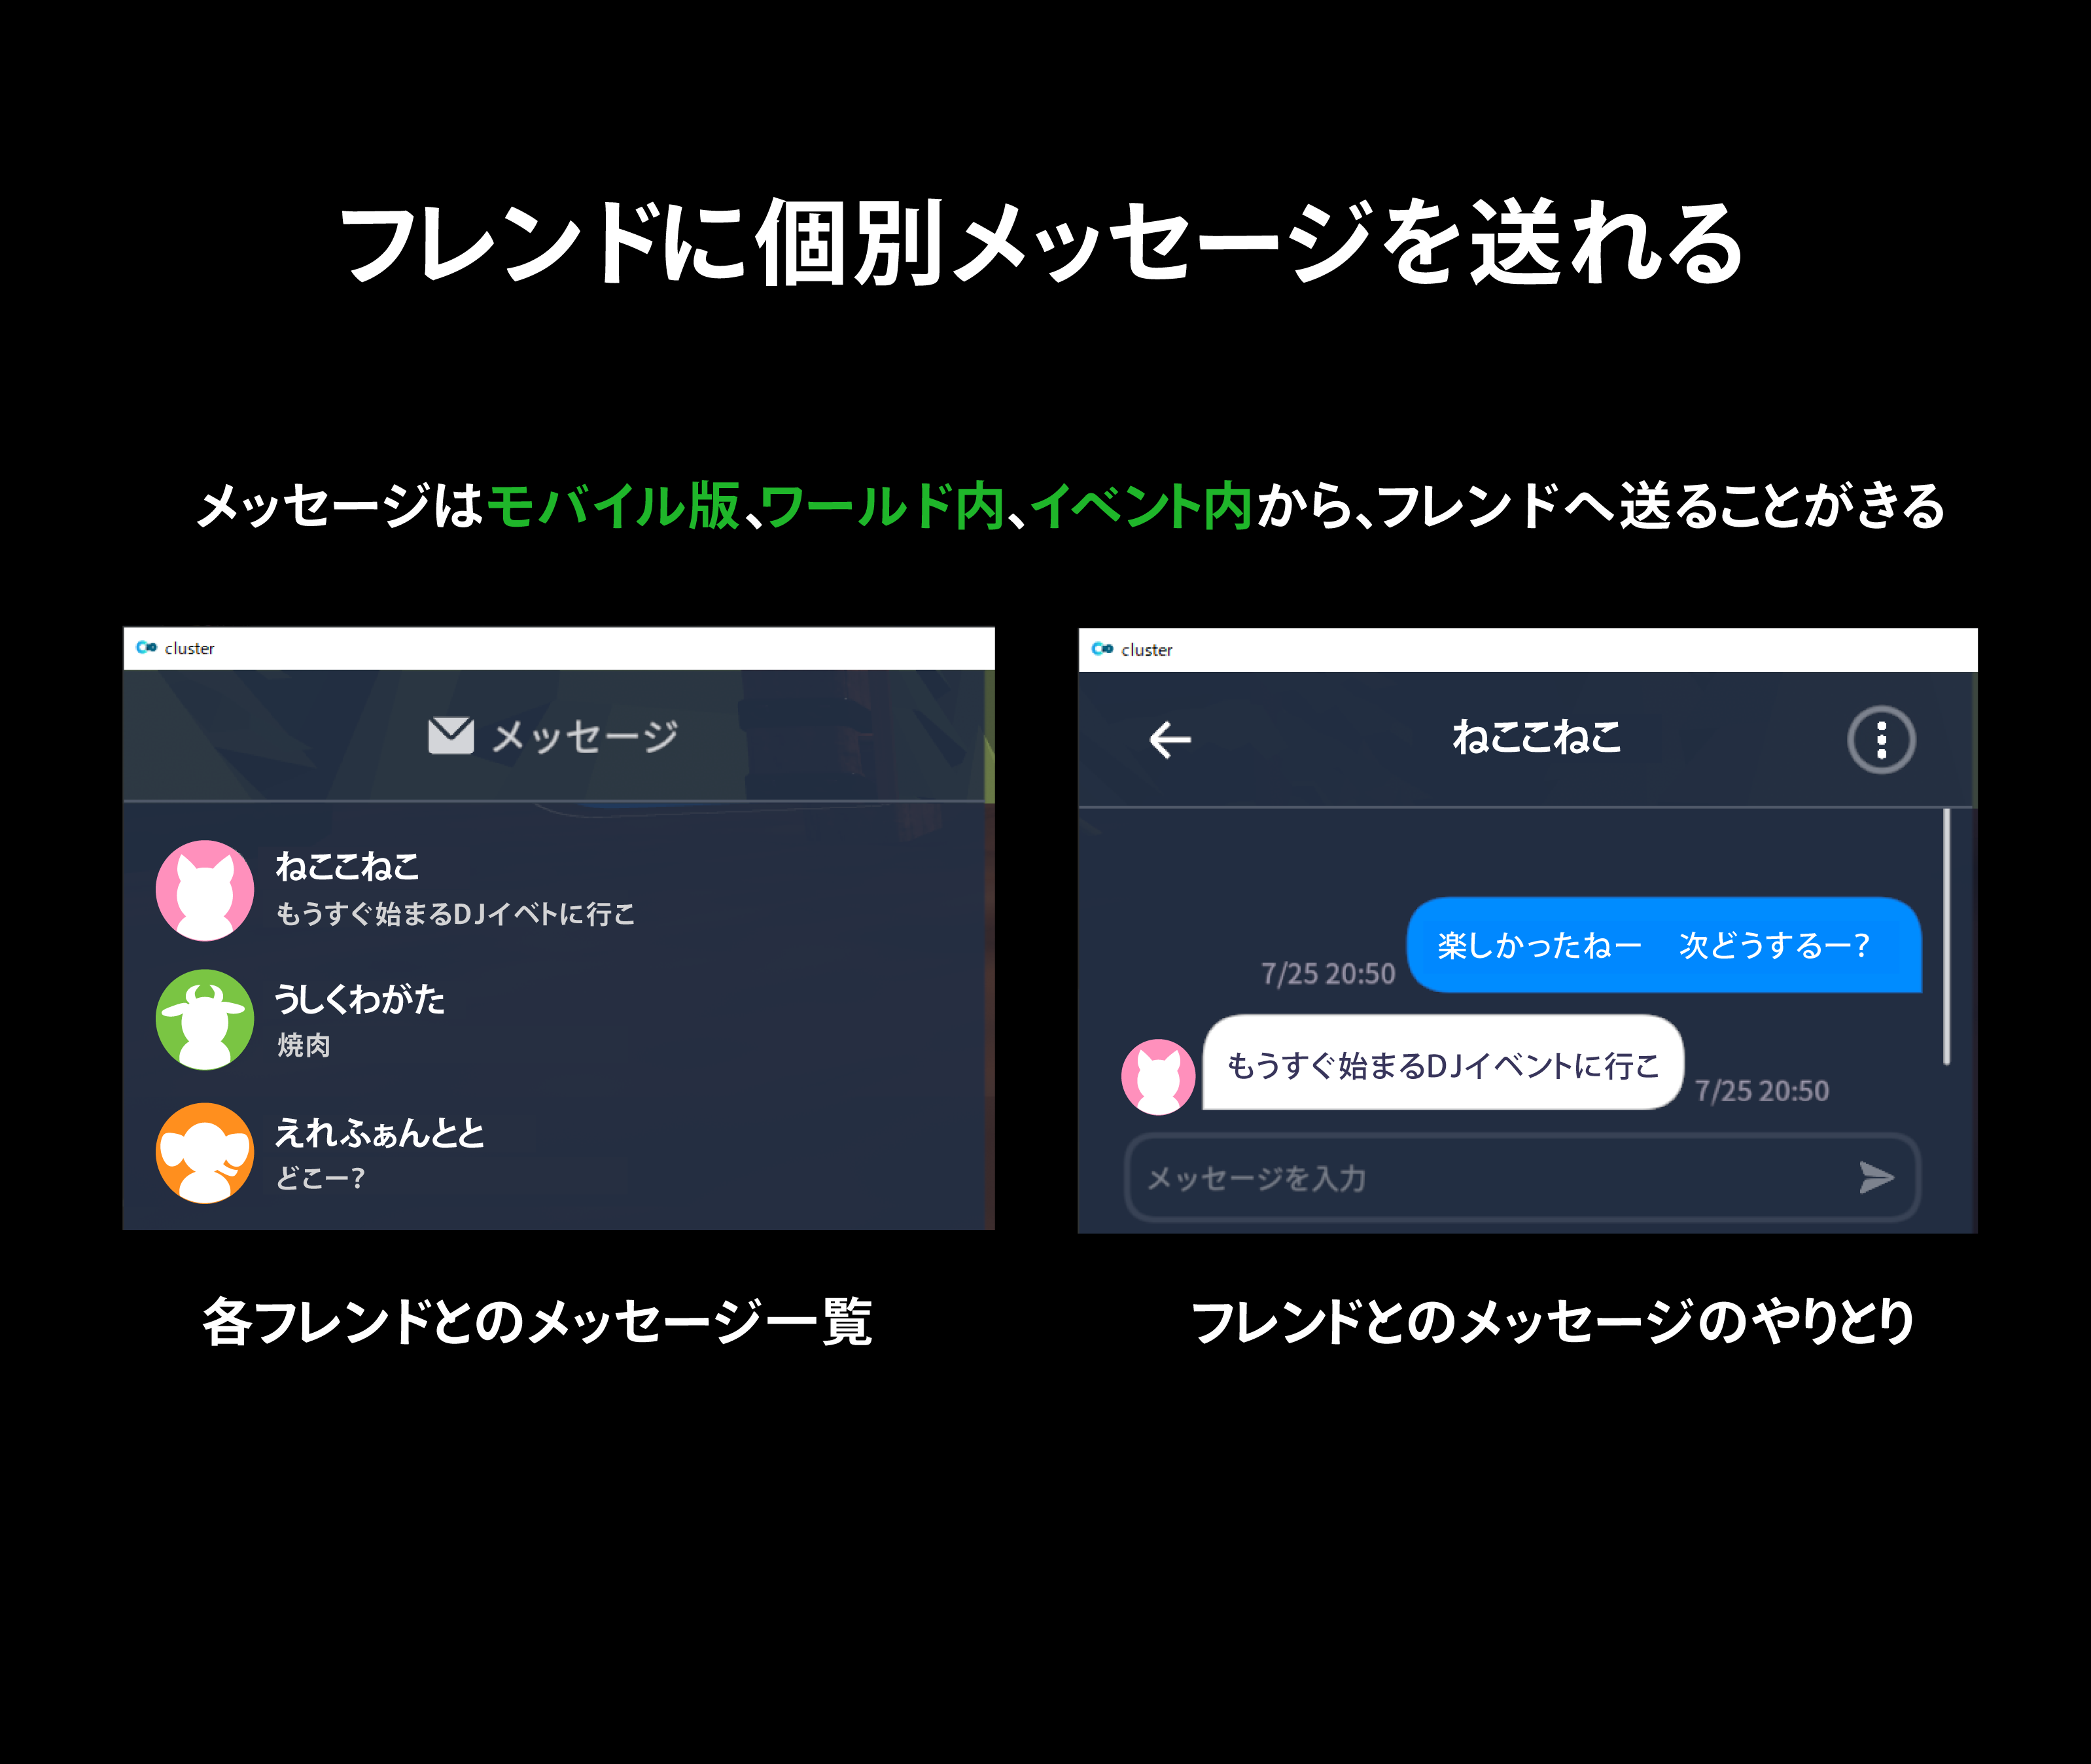 フレンドに個別メッセージを送れる
メッセージはモバイル版、ワールド内、イベント内から、フレンドへ送ることがきる
cluster
メッセージ
ねここねこ
もうすぐ始まるDJイベトに行こ
うしくわがた
焼肉
えれふぁんとと
どこー?
各フレンドとのメッセージ一覧
cluster
ねここねこ
楽しかったねー　次どうするー?
7/25 20:50
もうすぐ始まるDJイベントに行こ
7/25 20:50
メッセージを入力
フレンドとのメッセージのやりとり